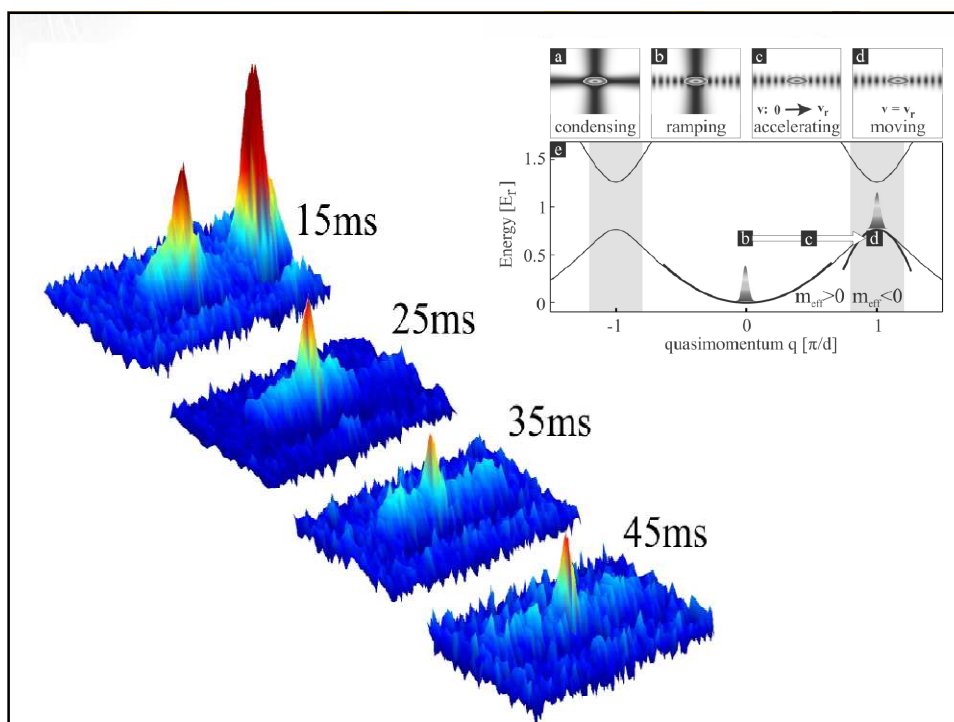 15ms
25ms
35ms
45ms
a b c d
v: 0 → vr v = vr
condensing ramping accelerating moving
e
1.5
1
0.5
0
Energy [Er]
b c d
meff>0 meff<0
-1 0 1
quasimomentum q [π/d]